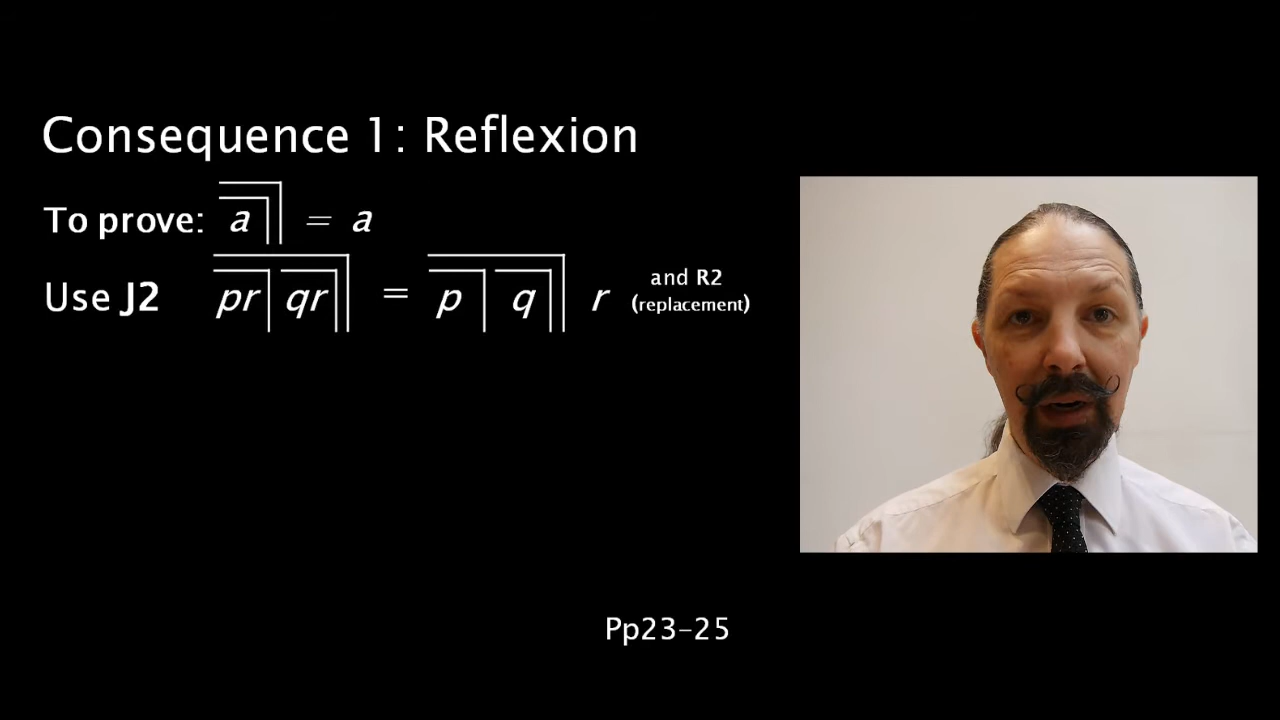 Consequence 1: Reflexion
To prove: a = a
Use J2 pr qr = p q r and R2
(replacement)
Pp23-25